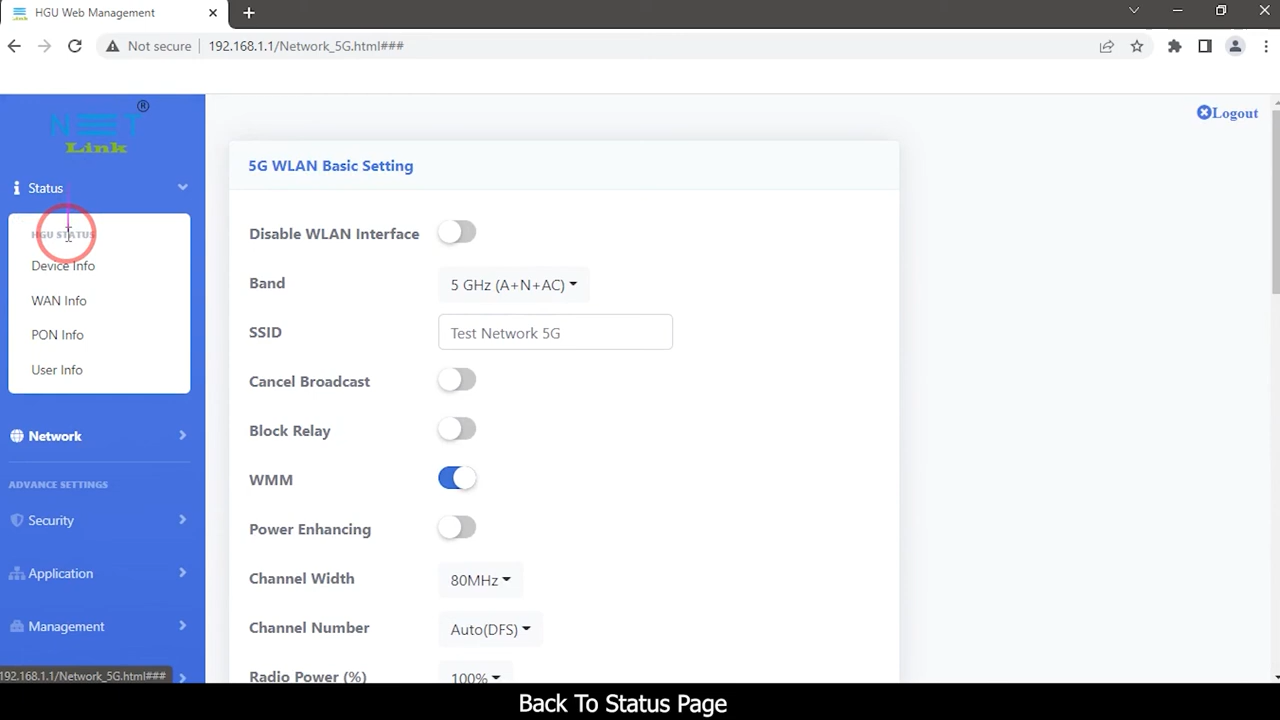 HGU Web Management
Not secure
192.168.1.1/Network_5G.html###
NETLink ®
Logout
Status
HGU STATUS
Device Info
WAN Info
PON Info
User Info
Network
ADVANCE SETTINGS
Security
Application
Management
192.168.1.1/Network_5G.html###
5G WLAN Basic Setting
Disable WLAN Interface
Band
5 GHz (A+N+AC)
SSID
Test Network 5G
Cancel Broadcast
Block Relay
WMM
Power Enhancing
Channel Width
80MHz
Channel Number
Auto(DFS)
Radio Power (%)
100%
Back To Status Page